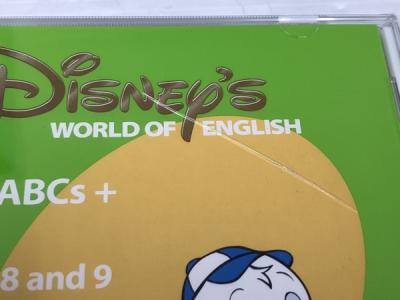 Disney's
WORLD OF ENGLISH
ABCs +
8 and 9